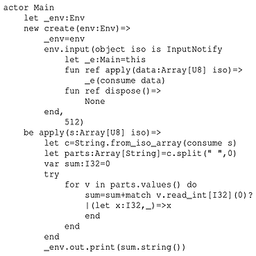 actor Main
    let _env:Env
    new create(env:Env)=>
        _env=env
        env.input(object iso is InputNotify
            let _e:Main=this
            fun ref apply(data:Array[U8] iso)=>
                _e(consume data)
            fun ref dispose()=>
                None
        end,
            512)
    be apply(s:Array[U8] iso)=>
        let c=String.from_iso_array(consume s)
        let parts:Array[String]=c.split(" ",0)
        var sum:I32=0
        try
            for v in parts.values() do
                sum=sum+match v.read_int[I32](0)?
                |(let x:I32,_)=>x
                end
            end
        end
        _env.out.print(sum.string())